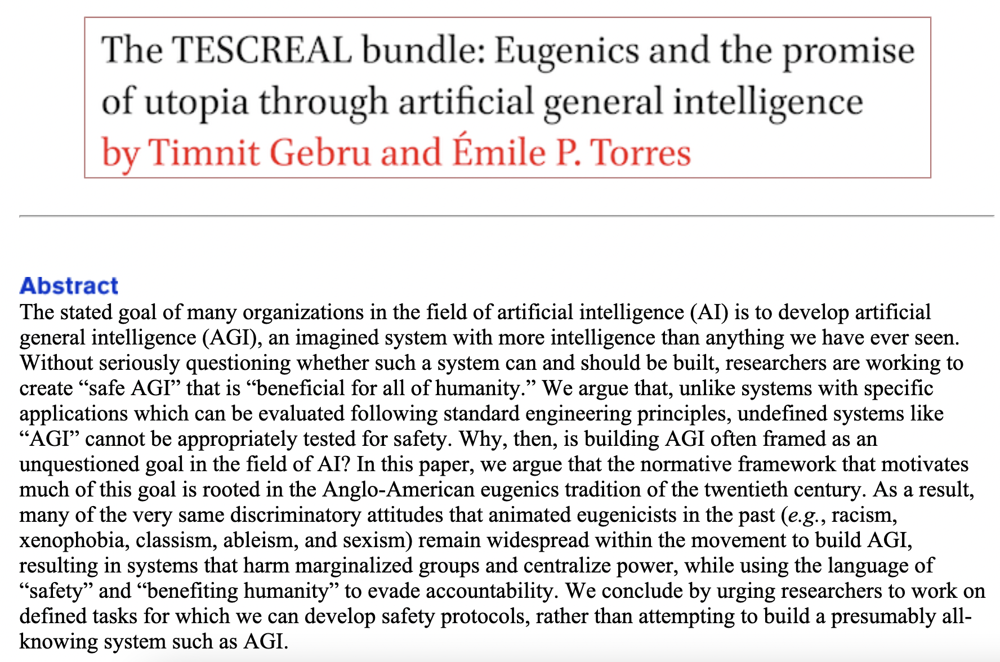 The TESCREAL bundle: Eugenics and the promise
of utopia through artificial general intelligence
by Timnit Gebru and Émile P. Torres
Abstract
The stated goal of many organizations in the field of artificial intelligence (AI) is to develop artificial
general intelligence (AGI), an imagined system with more intelligence than anything we have ever seen.
Without seriously questioning whether such a system can and should be built, researchers are working to
create “safe AGI” that is “beneficial for all of humanity.” We argue that, unlike systems with specific
applications which can be evaluated following standard engineering principles, undefined systems like
“AGI” cannot be appropriately tested for safety. Why, then, is building AGI often framed as an
unquestioned goal in the field of AI? In this paper, we argue that the normative framework that motivates
much of this goal is rooted in the Anglo-American eugenics tradition of the twentieth century. As a result,
many of the very same discriminatory attitudes that animated eugenicists in the past (e.g., racism,
xenophobia, classism, ableism, and sexism) remain widespread within the movement to build AGI,
resulting in systems that harm marginalized groups and centralize power, while using the language of
“safety” and “benefiting humanity” to evade accountability. We conclude by urging researchers to work on
defined tasks for which we can develop safety protocols, rather than attempting to build a presumably all-
knowing system such as AGI.